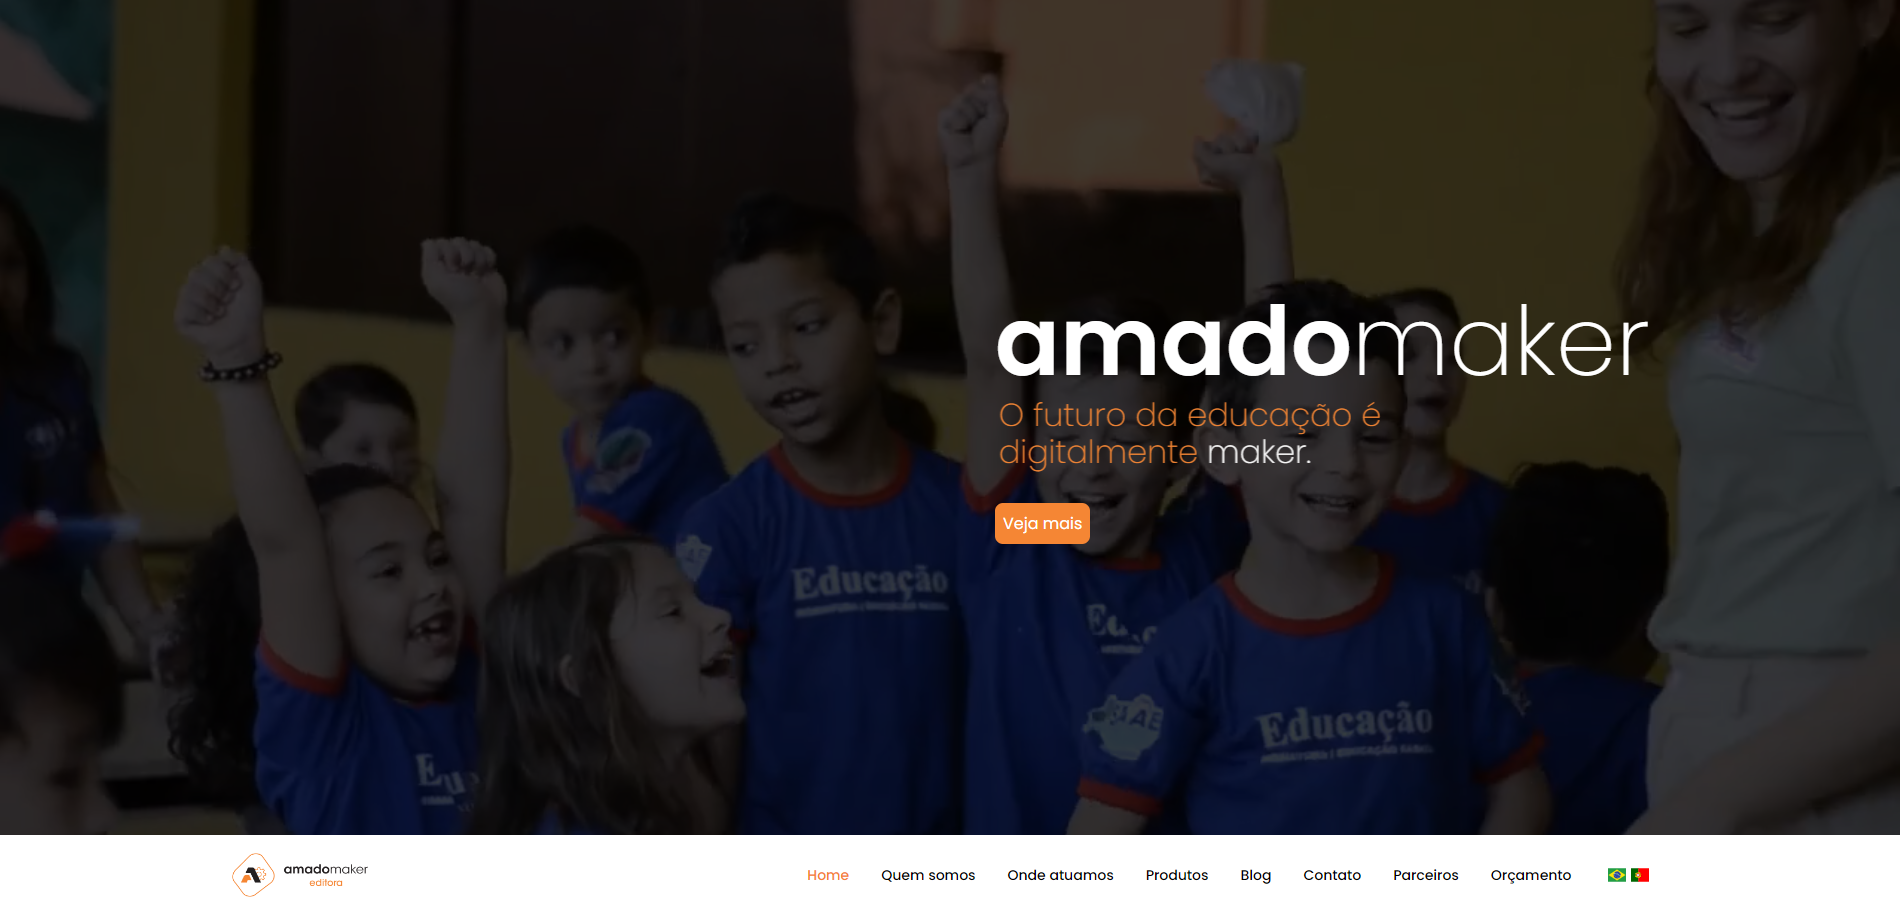 amadomaker
O futuro da educação é
digitalmente maker.
Veja mais
Educação
Educação
amadomaker
editora
Home Quem somos Onde atuamos Produtos Blog Contato Parceiros Orçamento